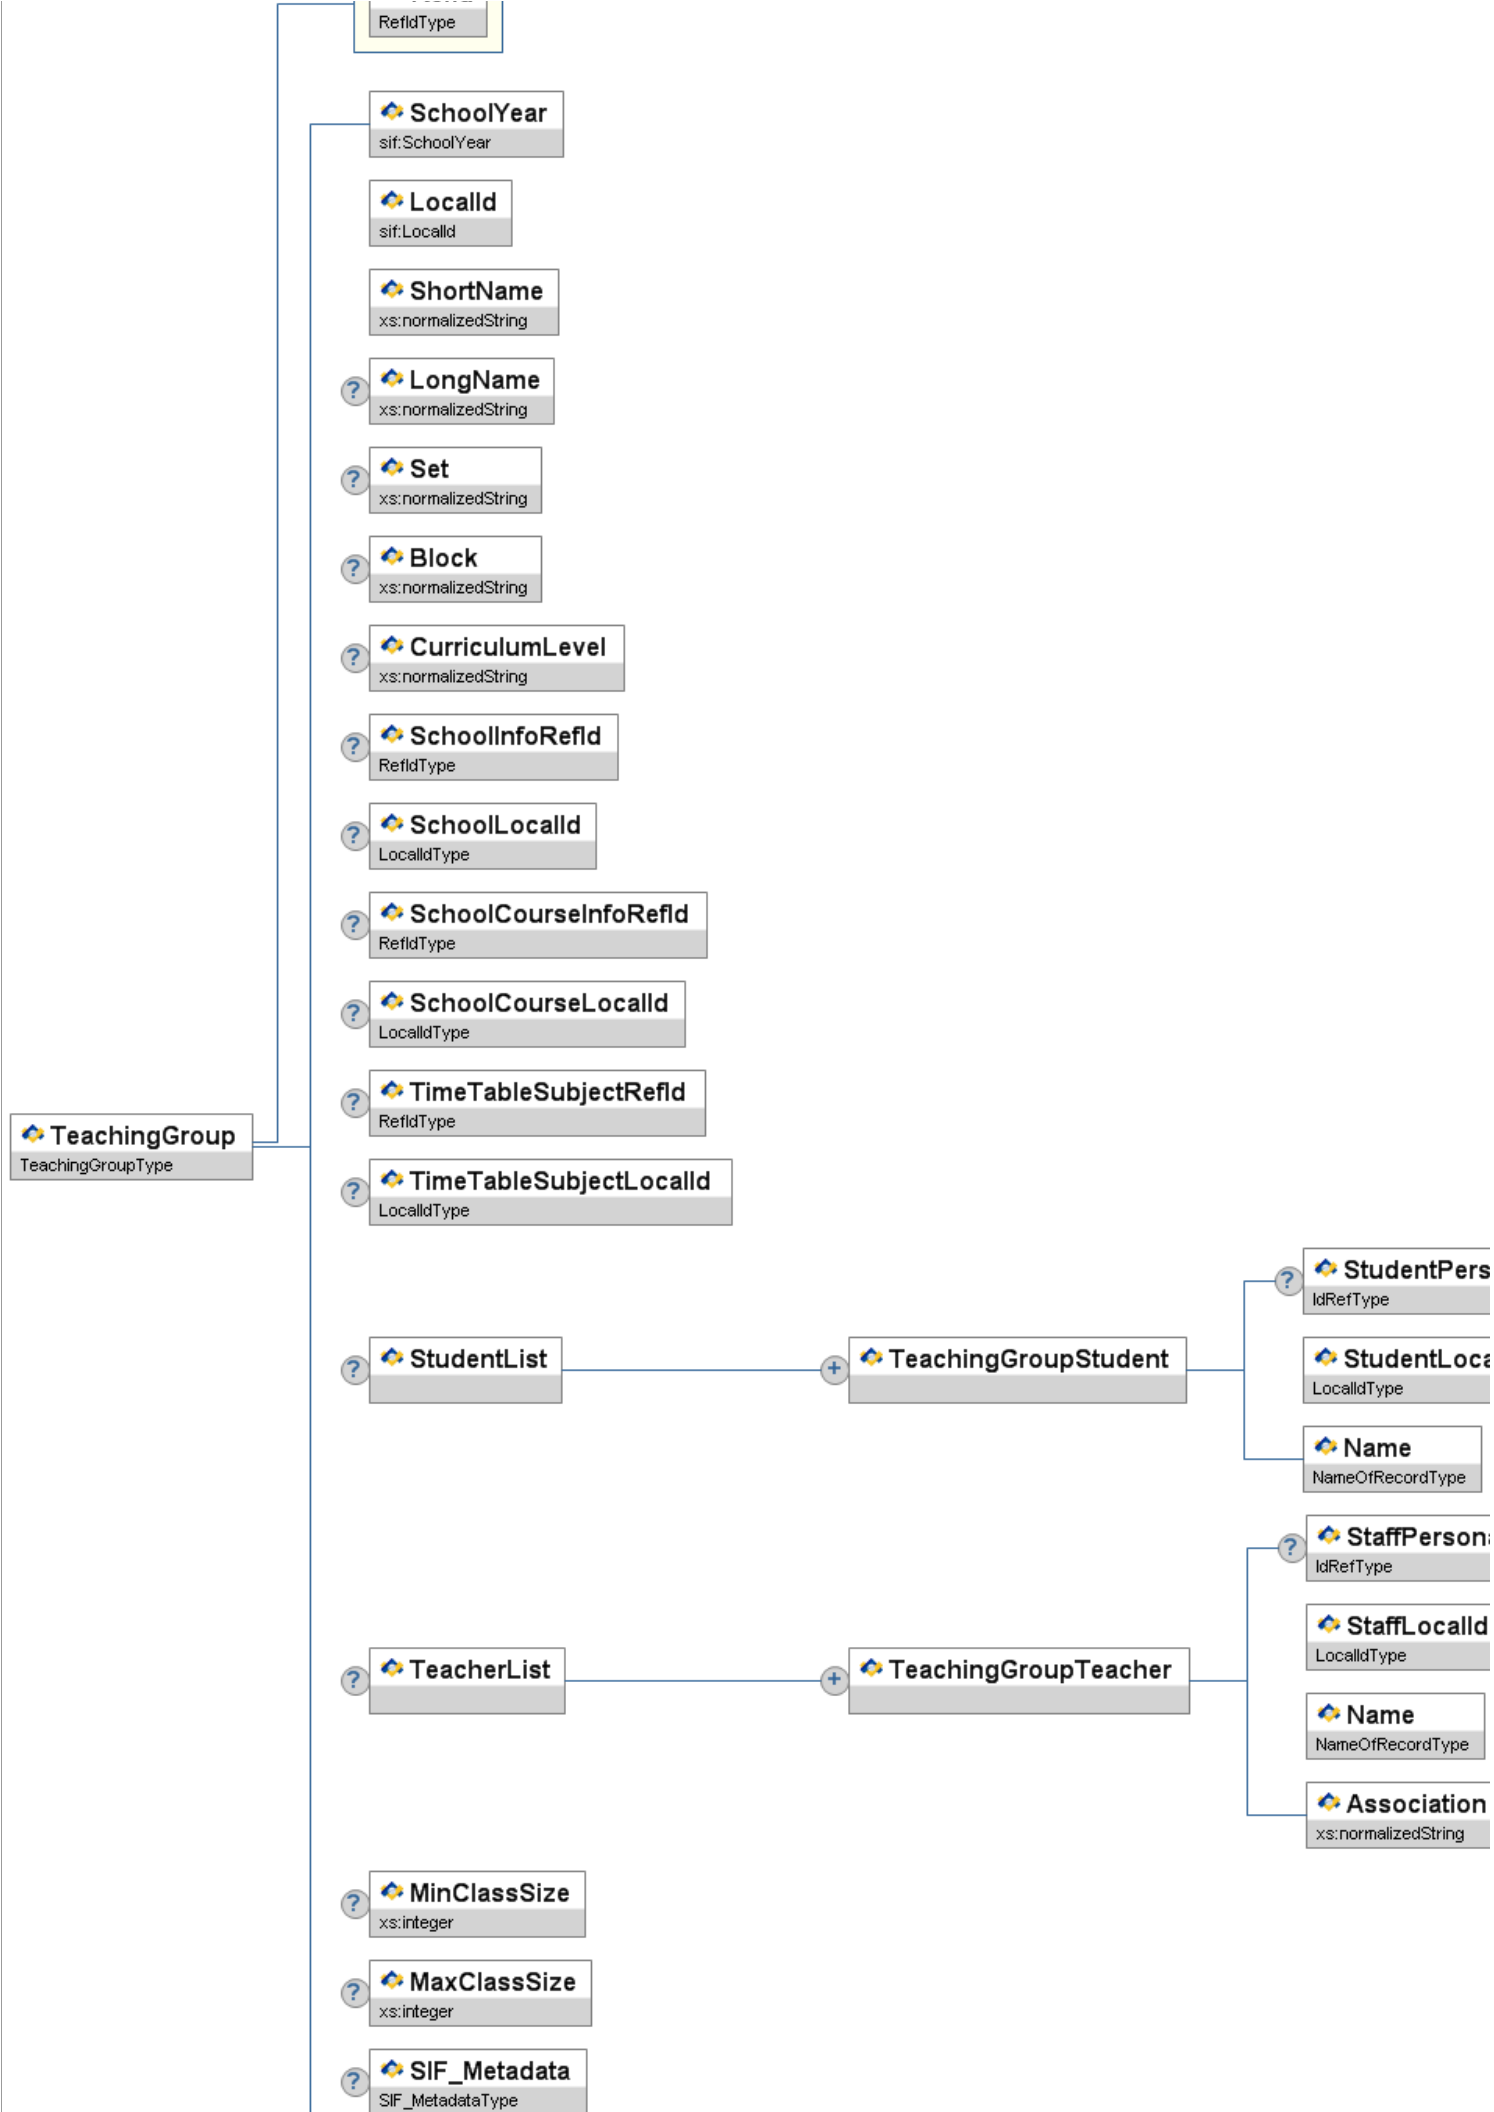 RefIdType
SchoolYear
sif:SchoolYear
LocalId
sif:LocalId
ShortName
xs:normalizedString
? LongName
xs:normalizedString
? Set
xs:normalizedString
? Block
xs:normalizedString
? CurriculumLevel
xs:normalizedString
? SchoolInfoRefId
RefIdType
? SchoolLocalId
LocalIdType
? SchoolCourseInfoRefId
RefIdType
? SchoolCourseLocalId
LocalIdType
? TimeTableSubjectRefId
RefIdType
TeachingGroup
TeachingGroupType
? TimeTableSubjectLocalId
LocalIdType
? StudentList
+ TeachingGroupStudent
? StudentPers
IdRefType
StudentLoca
LocalIdType
Name
NameOfRecordType
? TeacherList
+ TeachingGroupTeacher
? StaffPersona
IdRefType
StaffLocalId
LocalIdType
Name
NameOfRecordType
Association
xs:normalizedString
? MinClassSize
xs:integer
? MaxClassSize
xs:integer
? SIF_Metadata
SIF_MetadataType